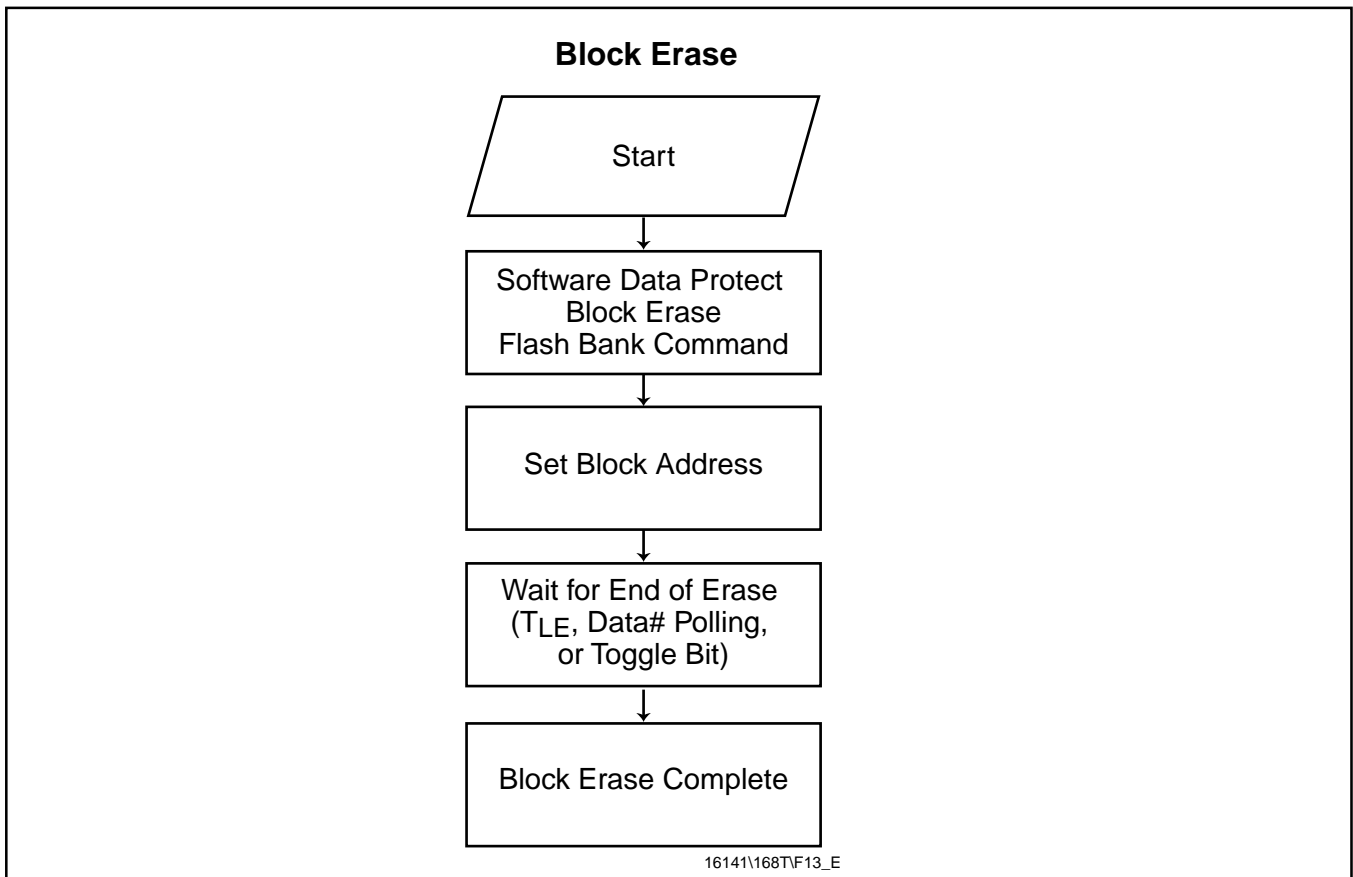 Block Erase
Start
Software Data Protect
Block Erase
Flash Bank Command
Set Block Address
Wait for End of Erase
(TLE, Data# Polling,
or Toggle Bit)
Block Erase Complete
16141\168T\F13_E